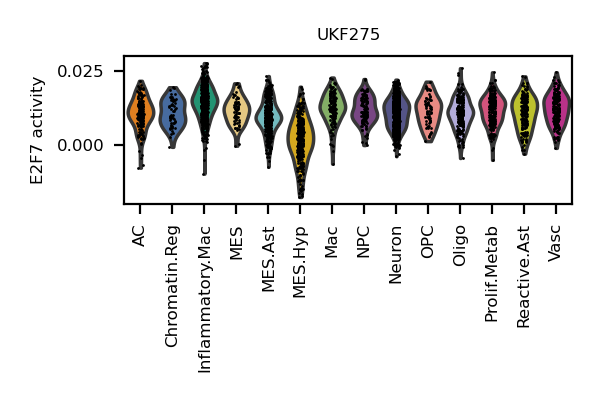 UKF275
E2F7 activity
0.025
0.000
AC
Chromatin.Reg
Inflammatory.Mac
MES
MES.Ast
MES.Hyp
Mac
NPC
Neuron
OPC
Oligo
Prolif.Metab
Reactive.Ast
Vasc